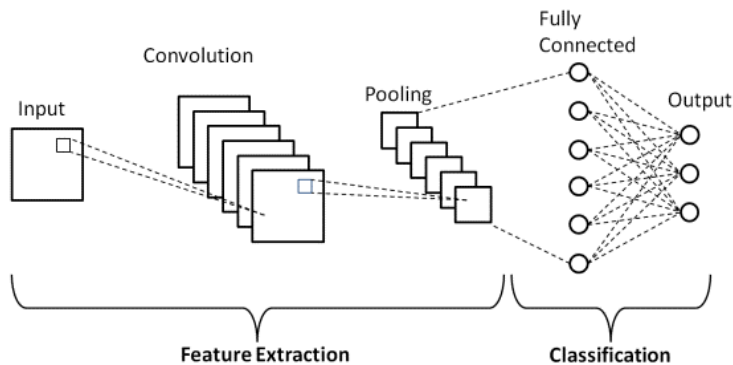 Input
Convolution
Pooling
Fully
Connected
Output
Feature Extraction
Classification